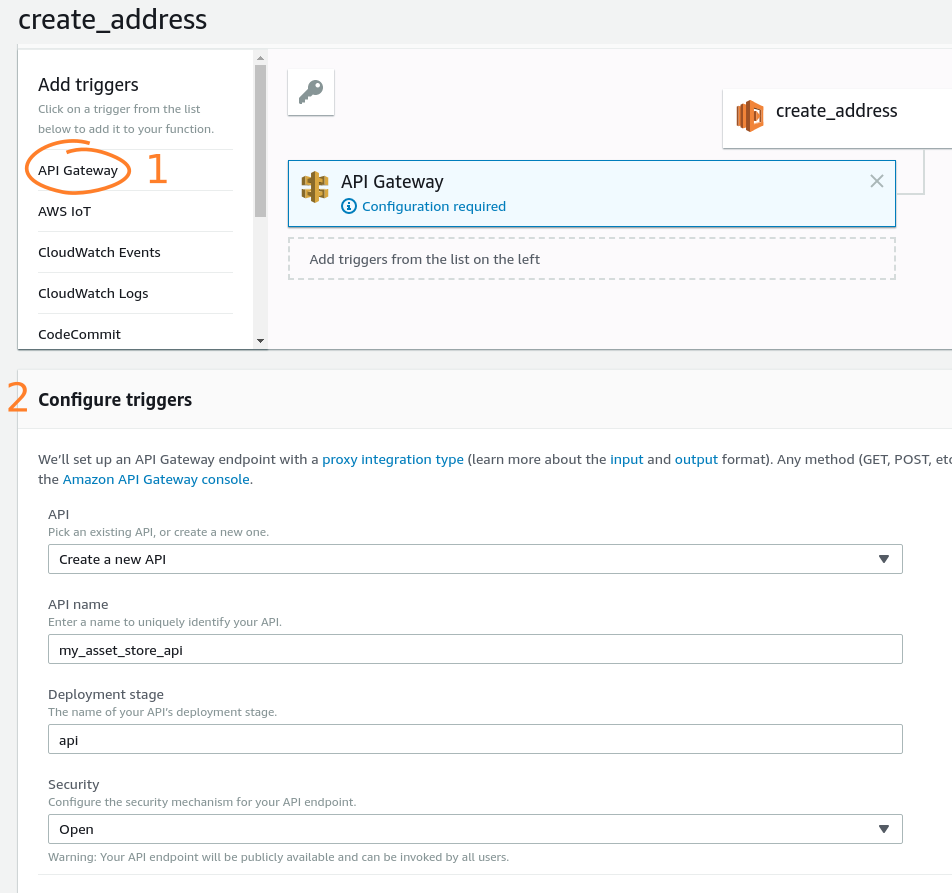 create_address
Add triggers
Click on a trigger from the list
below to add it to your function.
API Gateway 1
AWS IoT
CloudWatch Events
CloudWatch Logs
CodeCommit
create_address
API Gateway
Configuration required
Add triggers from the list on the left
2 Configure triggers
We'll set up an API Gateway endpoint with a proxy integration type (learn more about the input and output format). Any method (GET, POST, etc
the Amazon API Gateway console.
API
Pick an existing API, or create a new one.
Create a new API
API name
Enter a name to uniquely identify your API.
my_asset_store_api
Deployment stage
The name of your API's deployment stage.
api
Security
Configure the security mechanism for your API endpoint.
Open
Warning: Your API endpoint will be publicly available and can be invoked by all users.